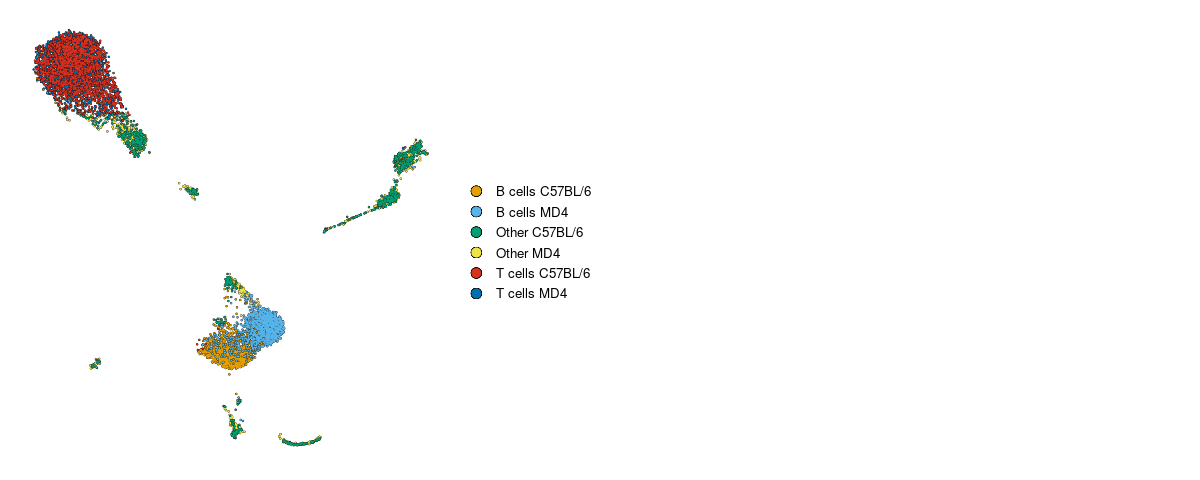 B cells C57BL/6
B cells MD4
Other C57BL/6
Other MD4
T cells C57BL/6
T cells MD4